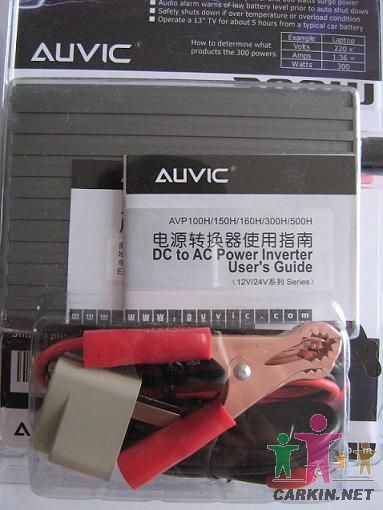 Audio alarm warns of low battery level prior to auto shut down
Safely shuts down if over temperature or overload condition
Operate a 13" TV for about 5 hours from a typical car battery
How to determine what
products the 300 powers
Example Laptop
Volts 220 x
Amps 1.36 =
Watts 300
AUVIC
AUVIC
AVP100H/150H/160H/300H/500H
电源转换器使用指南
DC to AC Power Inverter
User's Guide
(12V/24V系列 Series)
www.auvic.com
AUVIC
CARKIN.NET